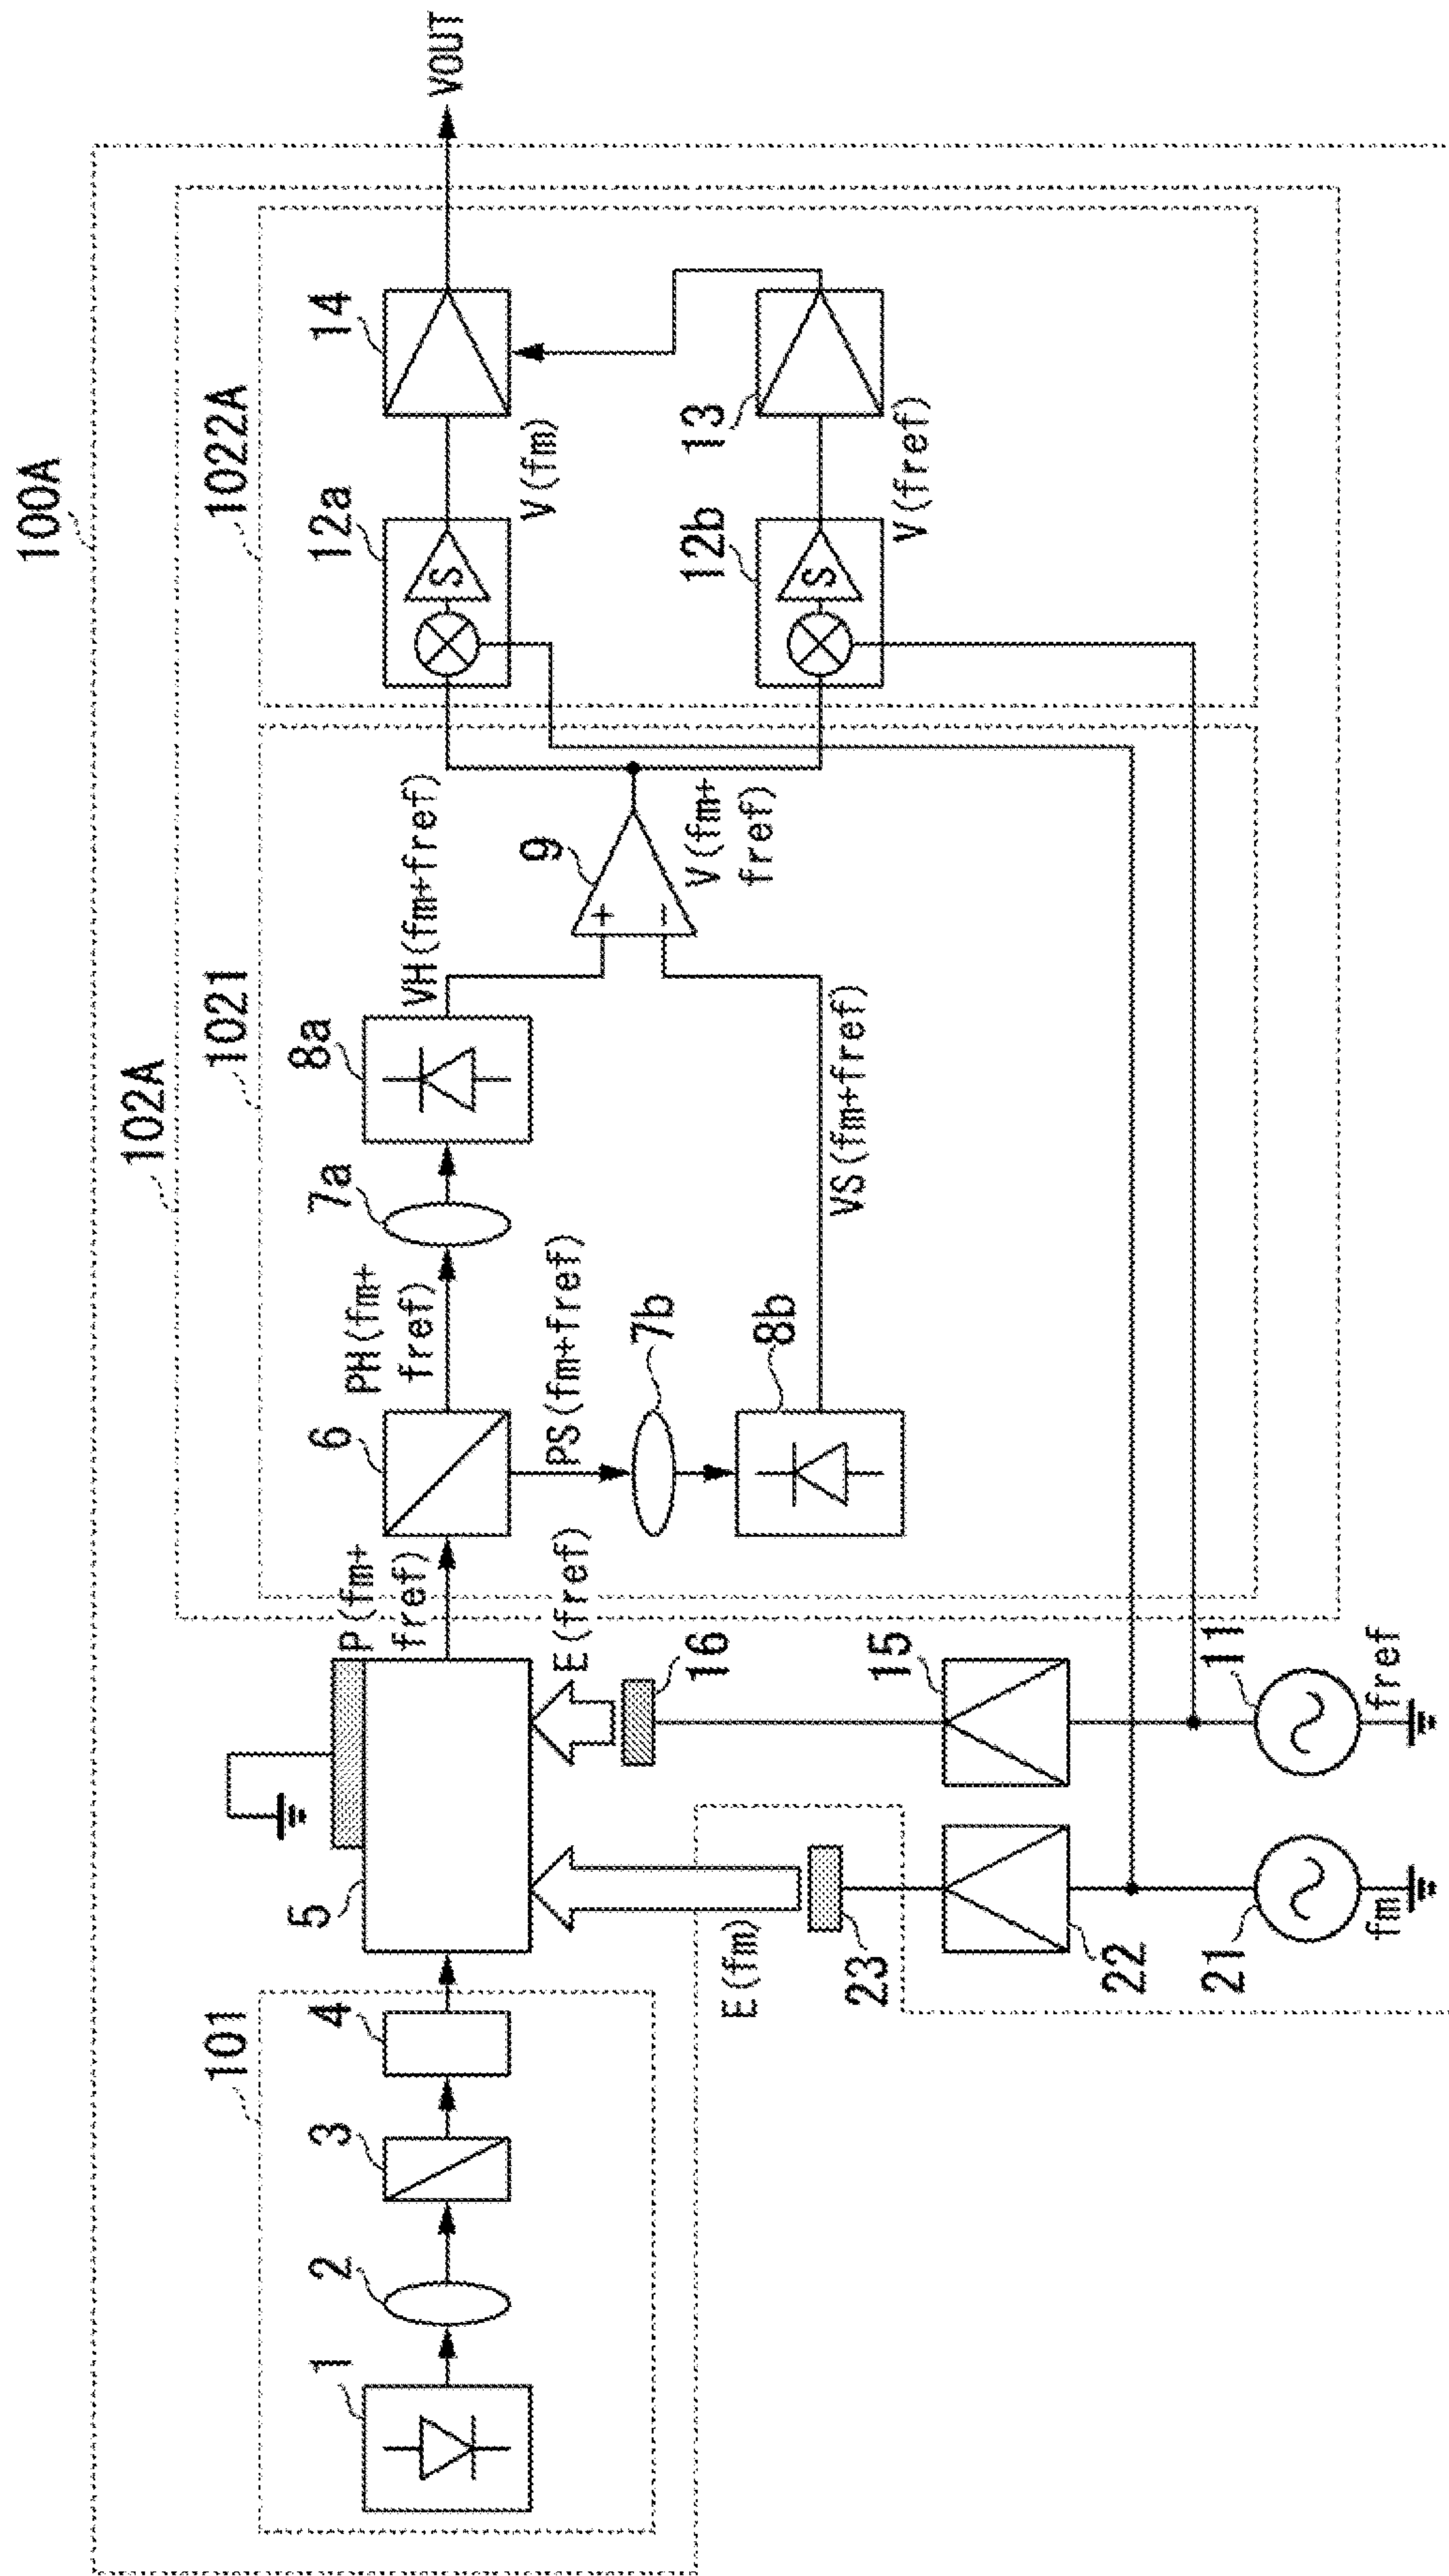 100A
102A
101
1021
1022A
1
2
3
4
5
P(fm+
fref)
6
PH(fm+
fref)
7a
8a
VH(fm+fref)
12a
S
V(fm)
14
VOUT
E(fref)
PS(fm+fref)
7b
8b
VS(fm+fref)
9
+
−
V(fm+
fref)
12b
S
V(fref)
13
E(fm)
23
16
22
15
21
fm
11
fref